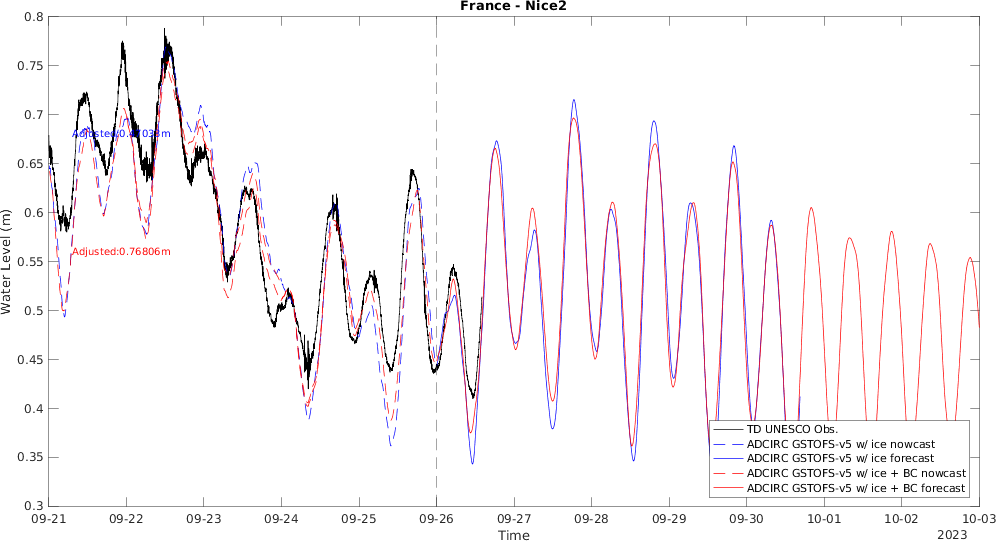 France - Nice2
0.8
0.75
0.7
0.65
0.6
0.55
0.5
0.45
0.4
0.35
0.3
Water Level (m)
Adjusted:0.47033m
Adjusted:0.76806m
TD UNESCO Obs.
ADCIRC GSTOFS-v5 w/ ice nowcast
ADCIRC GSTOFS-v5 w/ ice forecast
ADCIRC GSTOFS-v5 w/ ice + BC nowcast
ADCIRC GSTOFS-v5 w/ ice + BC forecast
09-21 09-22 09-23 09-24 09-25 09-26 09-27 09-28 09-29 09-30 10-01 10-02 10-03
Time
2023